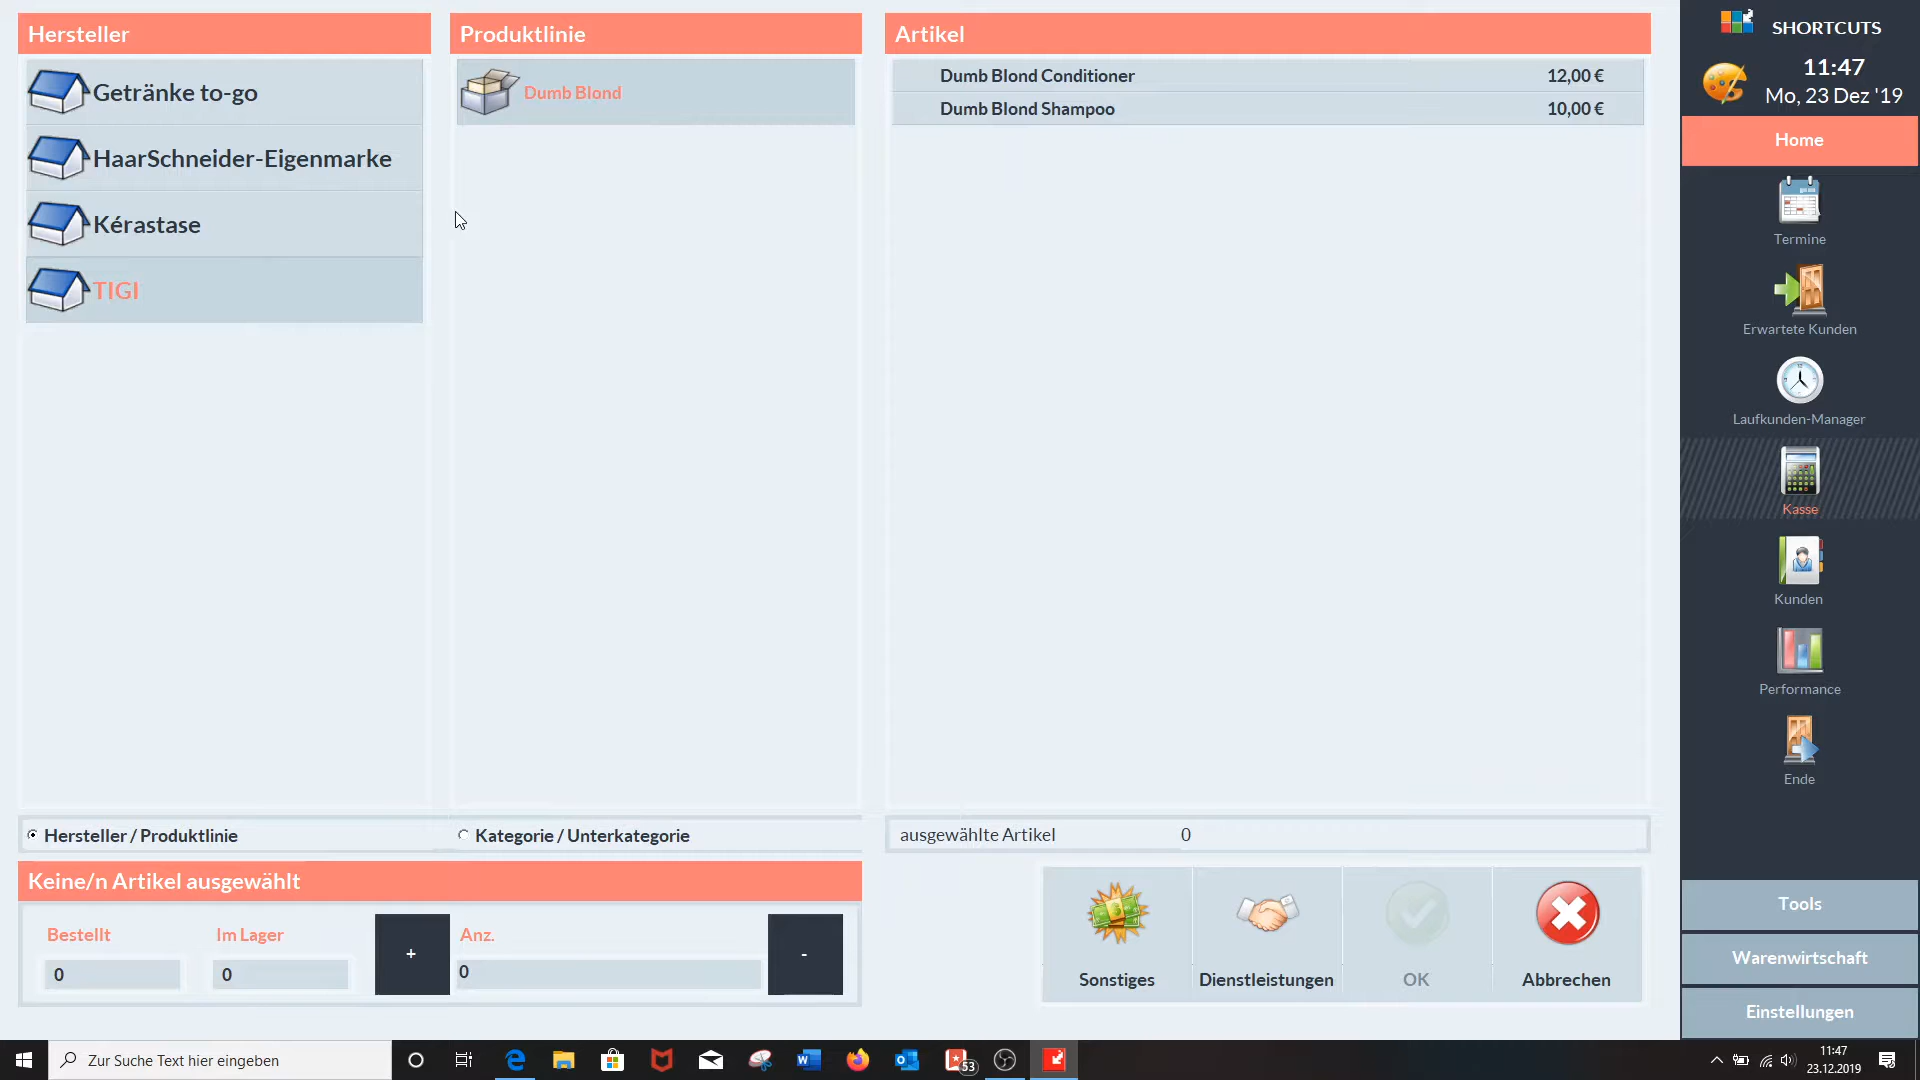 Hersteller
Getränke to-go
HaarSchneider-Eigenmarke
Kérastase
TIGI
Produktlinie
Dumb Blond
Artikel
Dumb Blond Conditioner 12,00 €
Dumb Blond Shampoo 10,00 €
Hersteller / Produktlinie
Kategorie / Unterkategorie
ausgewählte Artikel 0
Keine/n Artikel ausgewählt
Bestellt
0
Im Lager
0
+
Anz.
0
-
Sonstiges
Dienstleistungen
OK
Abbrechen
SHORTCUTS
11:47
Mo, 23 Dez '19
Home
Termine
Erwartete Kunden
Laufkunden-Manager
Kasse
Kunden
Performance
Ende
Tools
Warenwirtschaft
Einstellungen
Zur Suche Text hier eingeben
53
11:47
23.12.2019